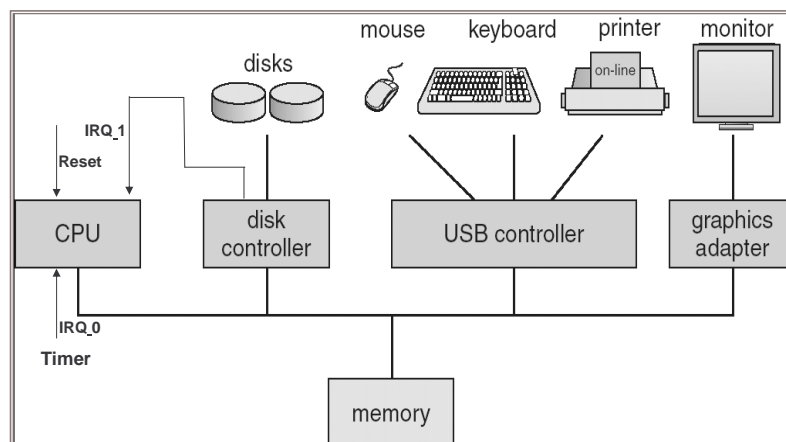 mouse
keyboard
printer
monitor
disks
on-line
IRQ_1
Reset
CPU
disk
controller
USB controller
graphics
adapter
IRQ_0
Timer
memory